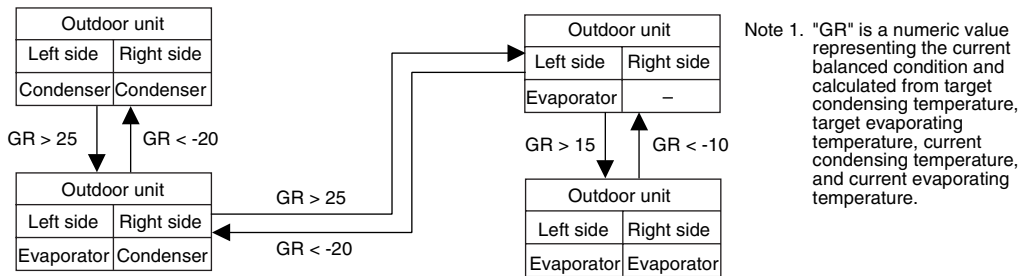 Outdoor unit
Left side Right side
Condenser Condenser
GR > 25 GR < -20
Outdoor unit
Left side Right side
Evaporator Condenser
GR > 25
GR < -20
Outdoor unit
Left side Right side
Evaporator –
GR > 15 GR < -10
Outdoor unit
Left side Right side
Evaporator Evaporator
Note 1. "GR" is a numeric value
representing the current
balanced condition and
calculated from target
condensing temperature,
target evaporating
temperature, current
condensing temperature,
and current evaporating
temperature.